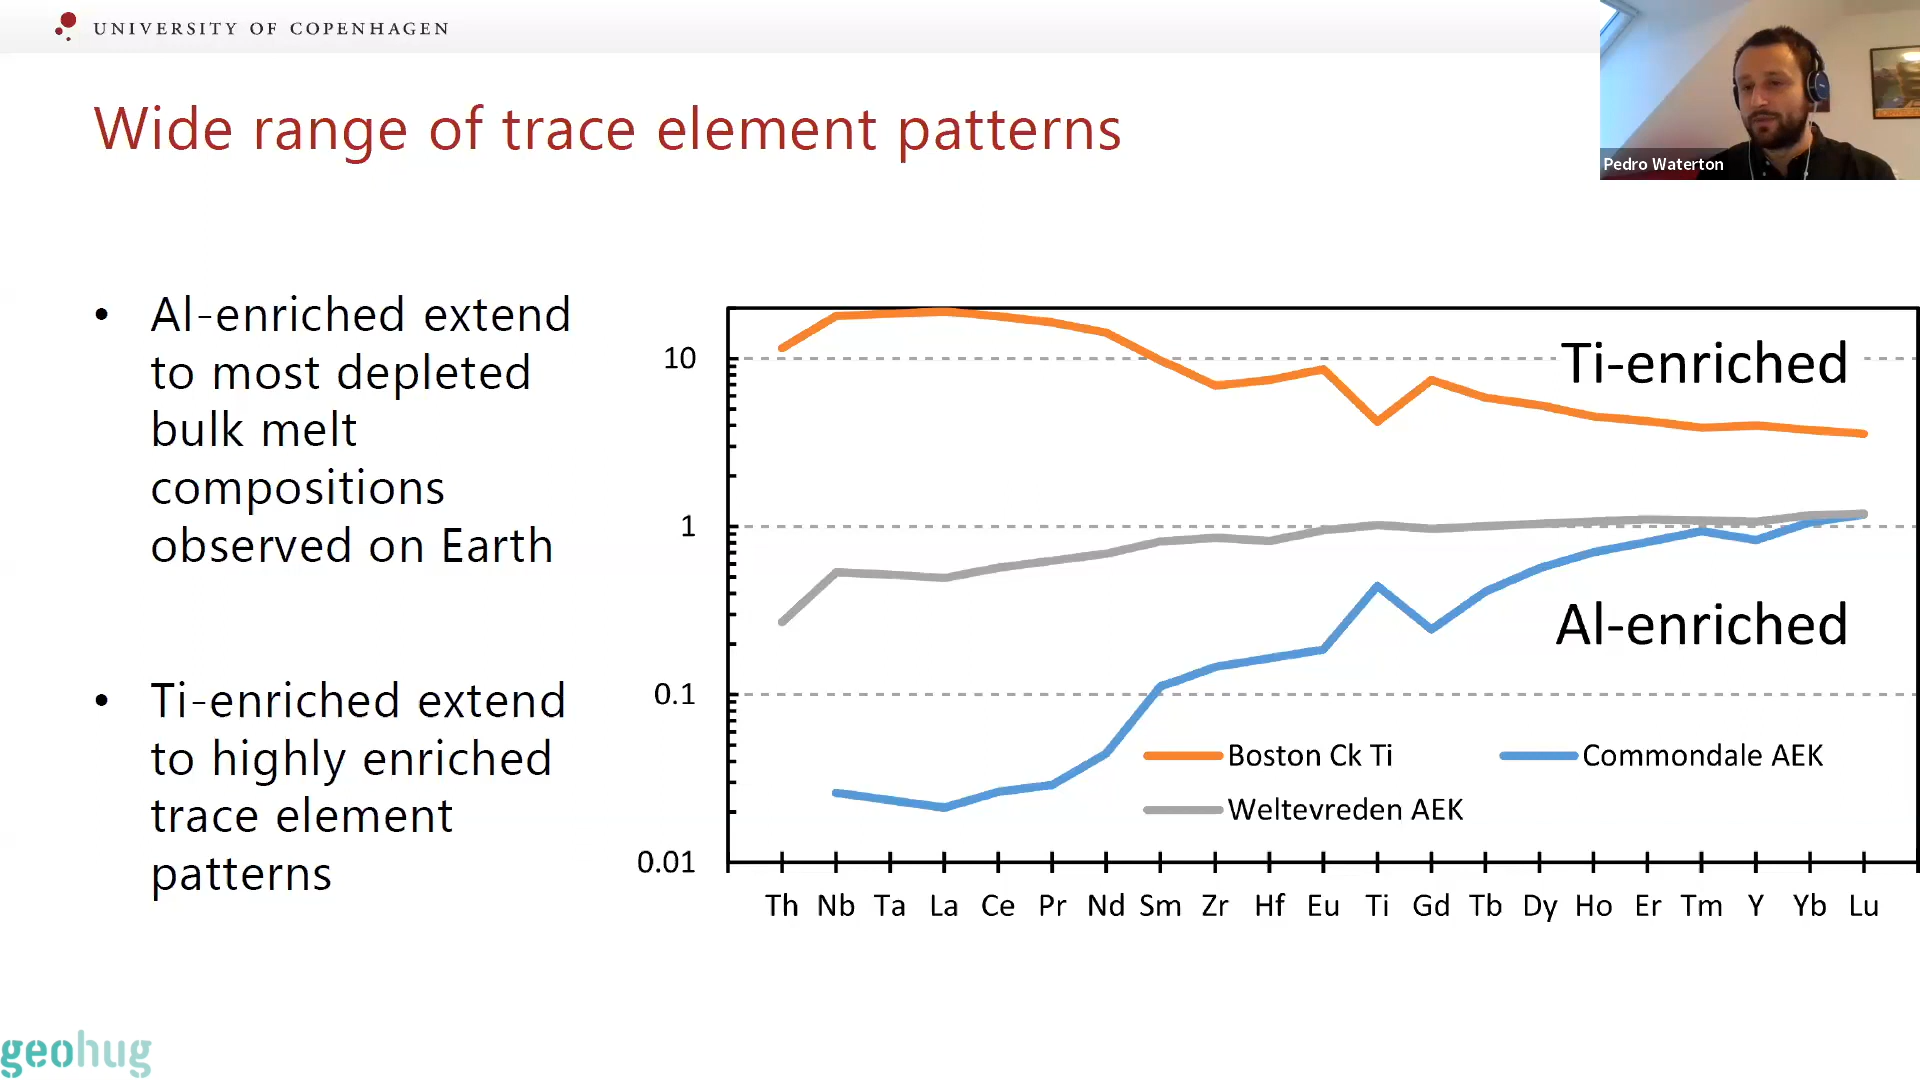 UNIVERSITY OF COPENHAGEN
Pedro Waterton
Wide range of trace element patterns
• Al-enriched extend
to most depleted
bulk melt
compositions
observed on Earth
• Ti-enriched extend
to highly enriched
trace element
patterns
10
1
0.1
0.01
Ti-enriched
Al-enriched
Boston Ck Ti
Commondale AEK
Weltevreden AEK
Th Nb Ta La Ce Pr Nd Sm Zr Hf Eu Ti Gd Tb Dy Ho Er Tm Y Yb Lu
geohug